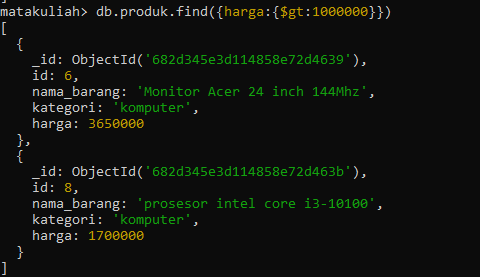 matakuliah> db.produk.find({harga:{$gt:1000000}})
[
  {
    _id: ObjectId('682d345e3d114858e72d4639'),
    id: 6,
    nama_barang: 'Monitor Acer 24 inch 144Mhz',
    kategori: 'komputer',
    harga: 3650000
  },
  {
    _id: ObjectId('682d345e3d114858e72d463b'),
    id: 8,
    nama_barang: 'prosesor intel core i3-10100',
    kategori: 'komputer',
    harga: 1700000
  }
]